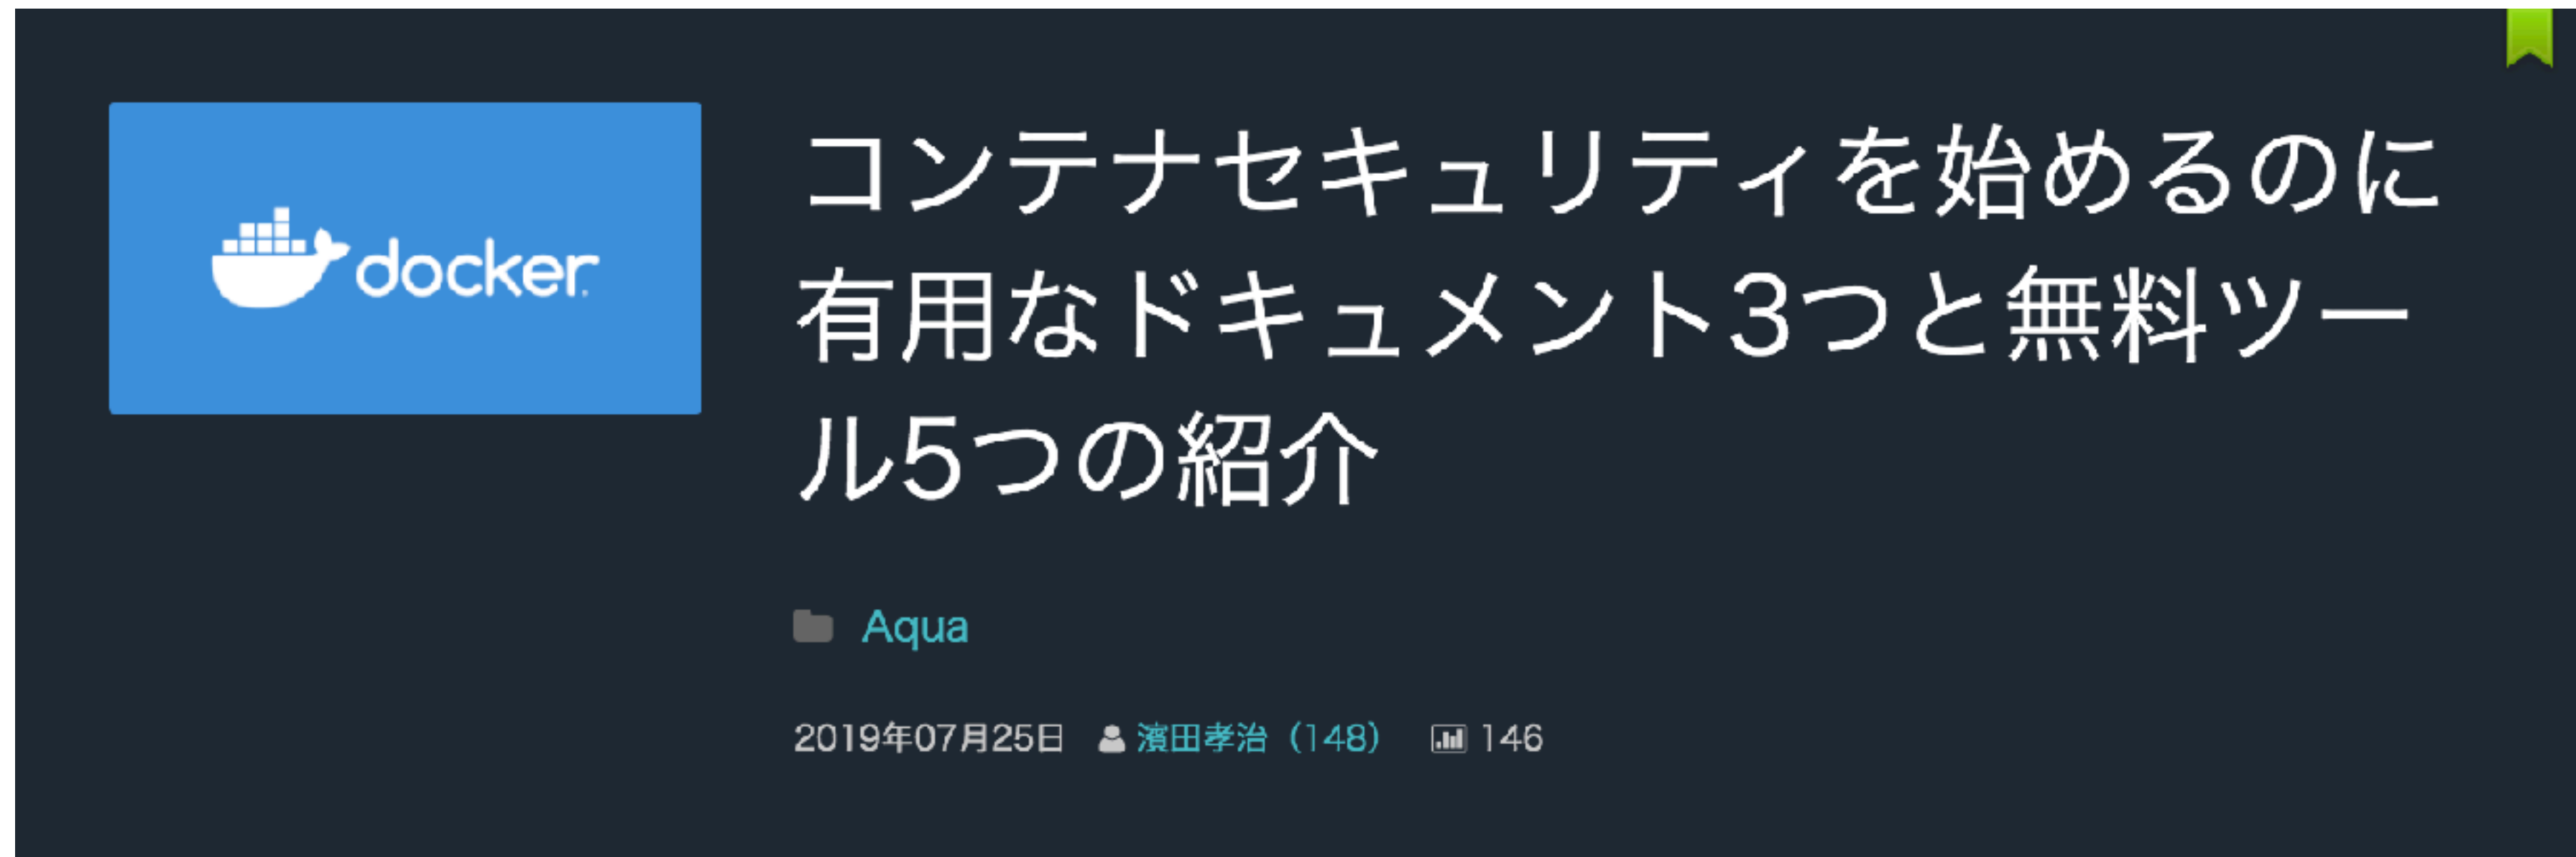 docker
コンテナセキュリティを始めるのに
有用なドキュメント3つと無料ツー
ル5つの紹介
Aqua
2019年07月25日 濱田孝治（148） 146